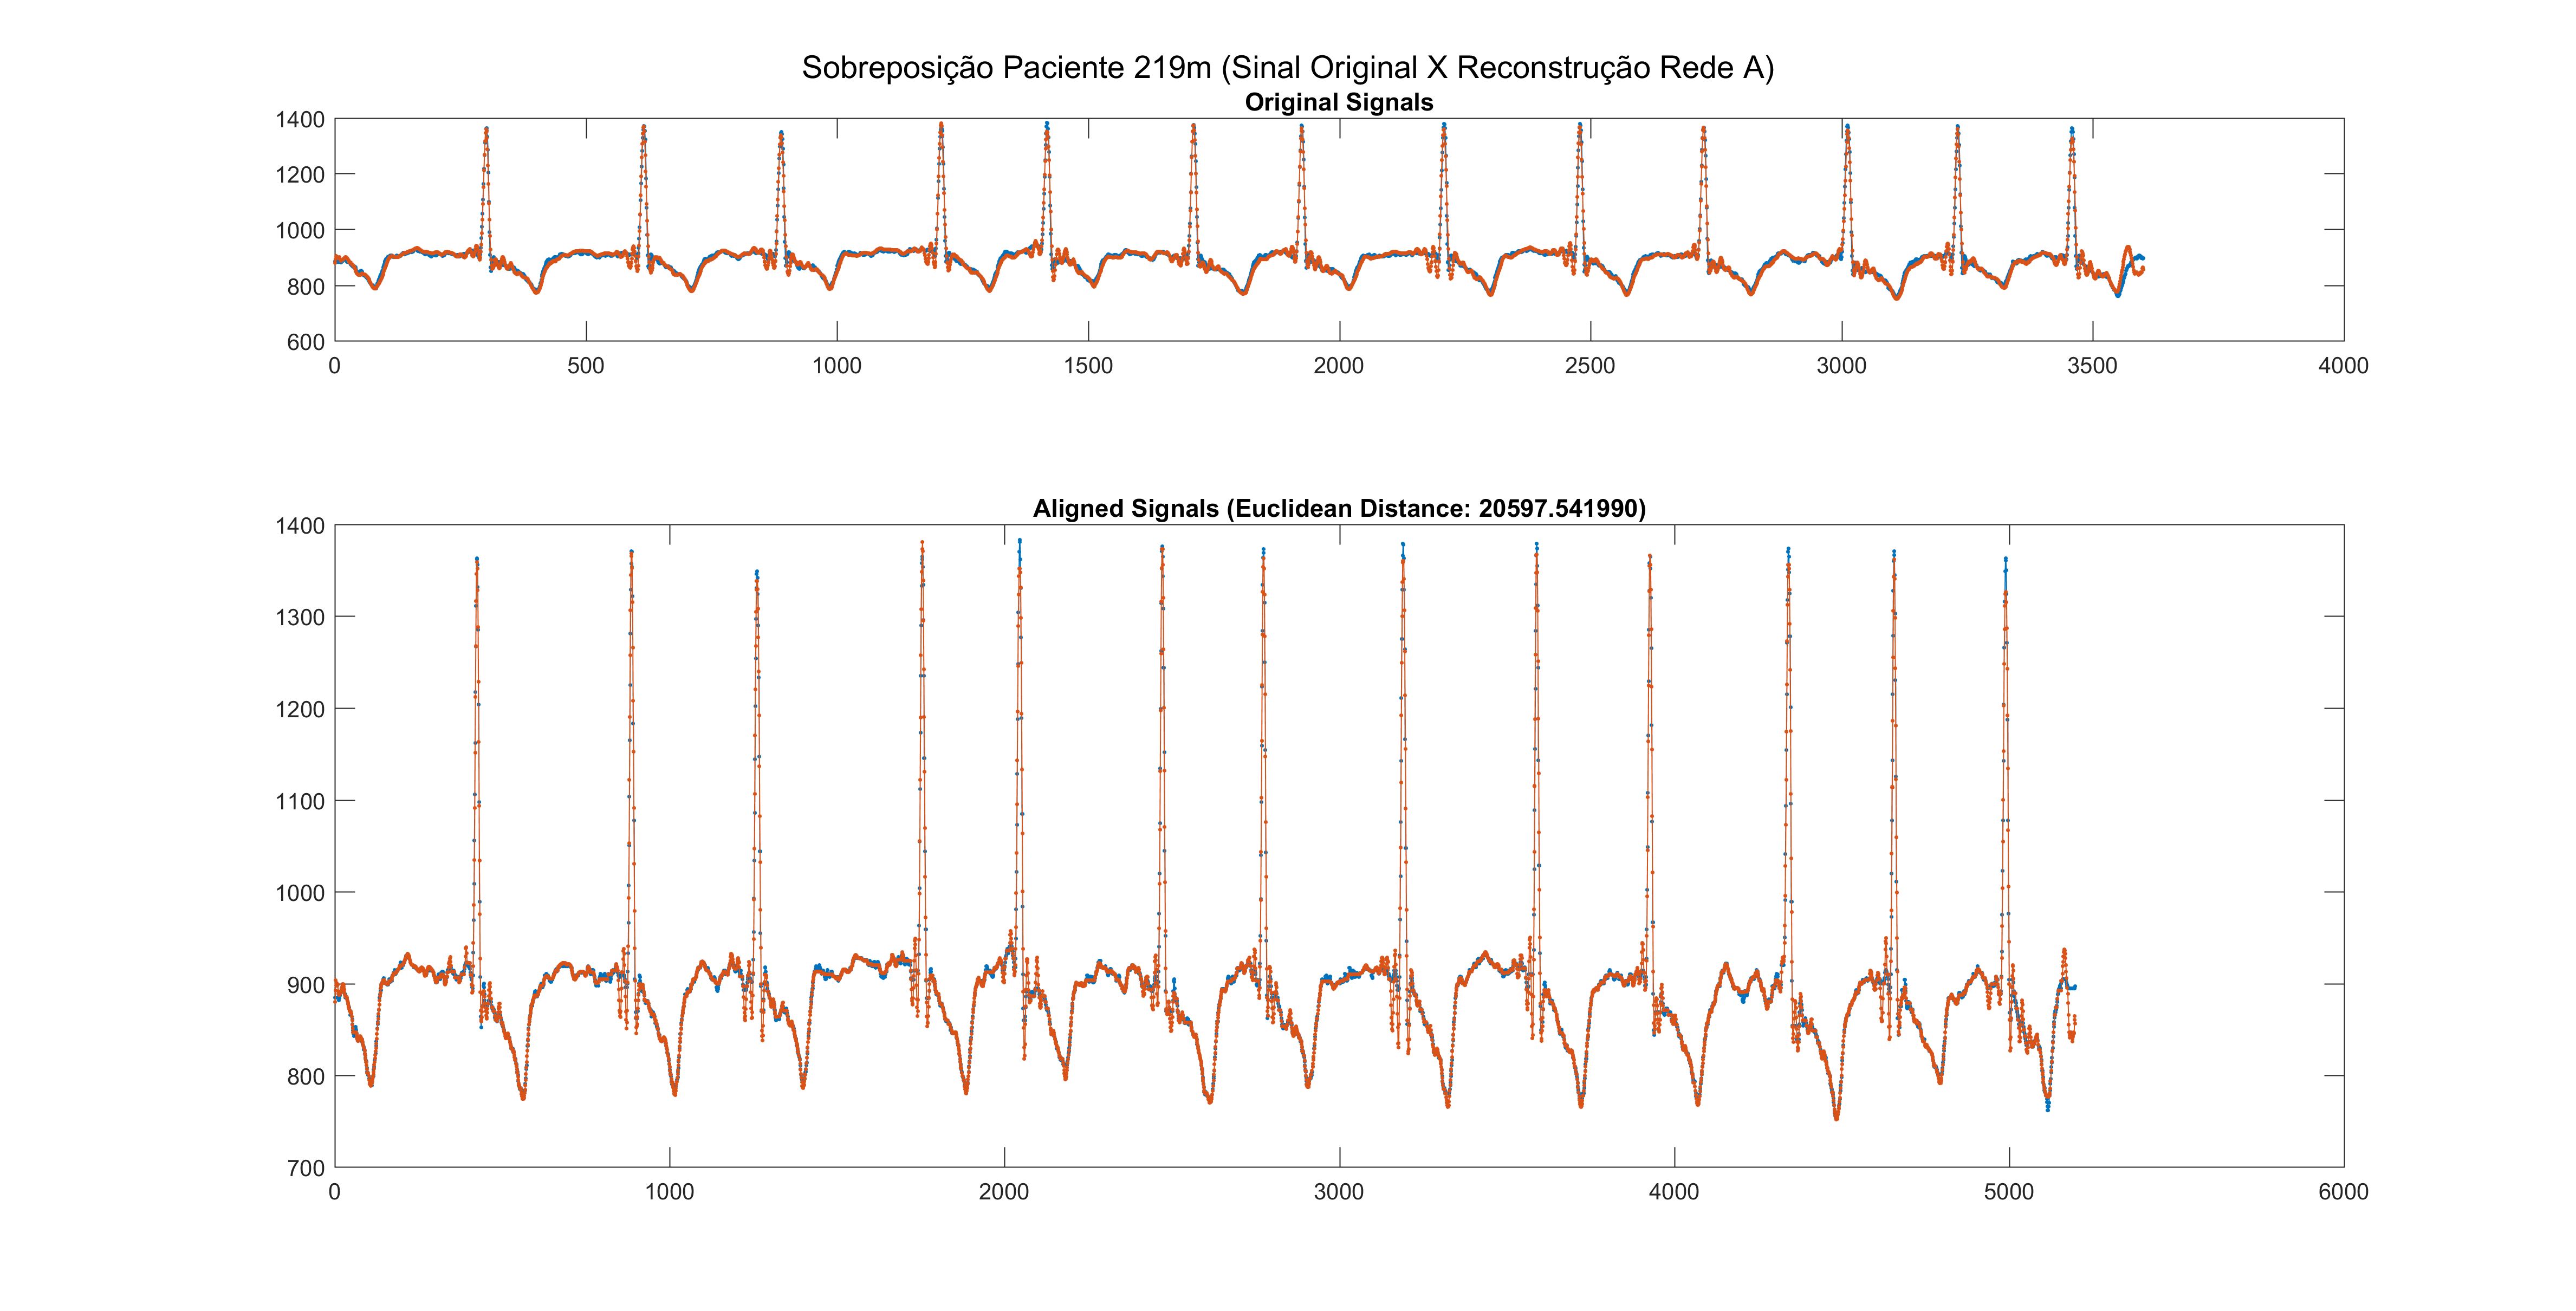 Sobreposição Paciente 219m (Sinal Original X Reconstrução Rede A)
Original Signals
1400
1200
1000
800
600
0 500 1000 1500 2000 2500 3000 3500 4000
Aligned Signals (Euclidean Distance: 20597.541990)
1400
1300
1200
1100
1000
900
800
700
0 1000 2000 3000 4000 5000 6000